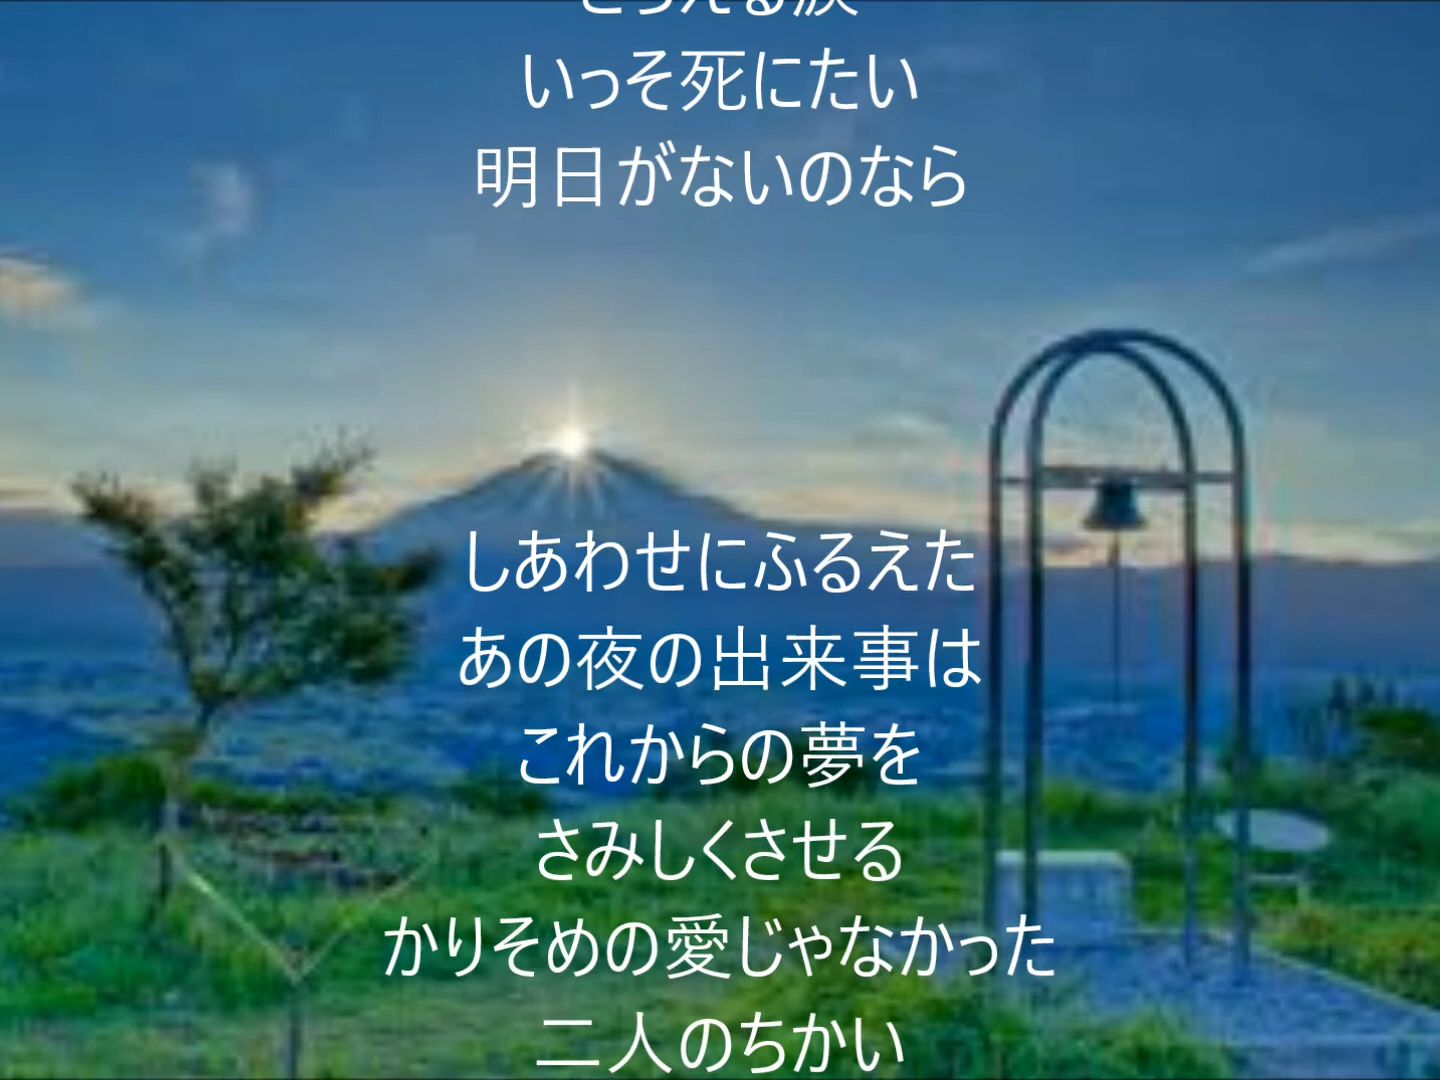 いっそ死にたい
明日がないのなら
しあわせにふるえた
あの夜の出来事は
これからの夢を
さみしくさせる
かりそめの愛じゃなかった
二人のちかい